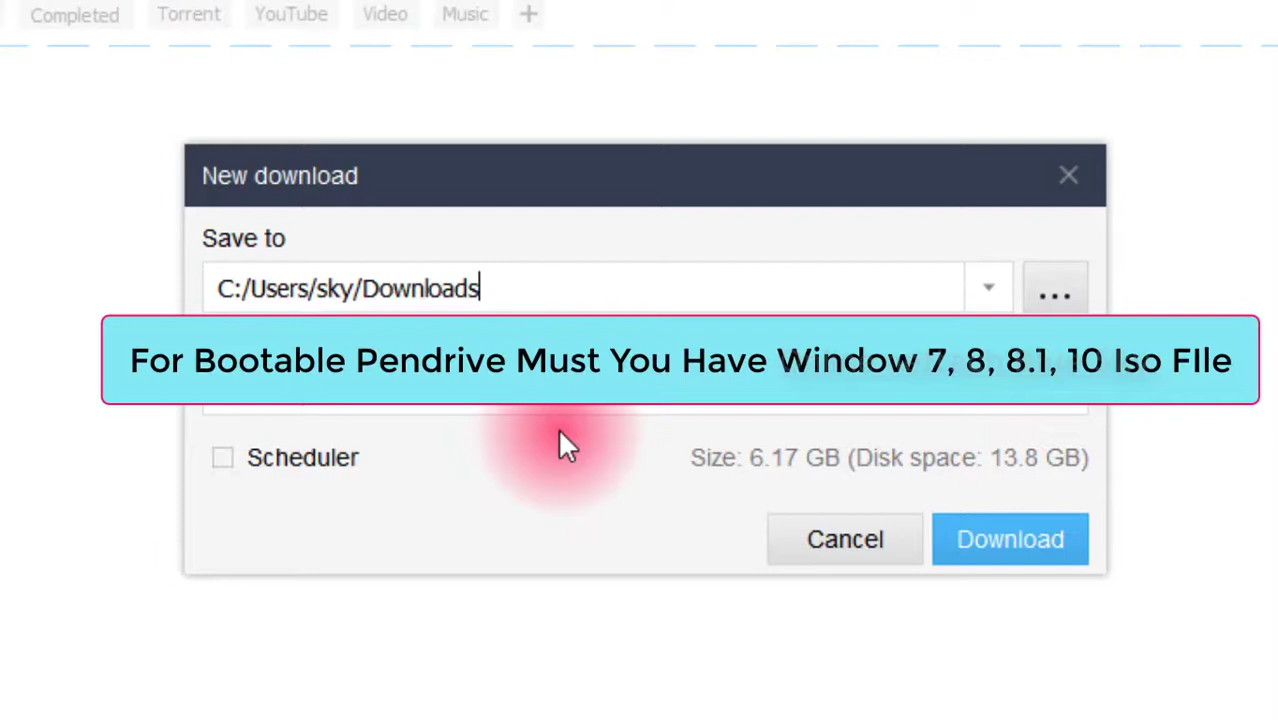 Completed Torrent YouTube Video Music +
New download
Save to
C:/Users/sky/Downloads
...
For Bootable Pendrive Must You Have Window 7, 8, 8.1, 10 Iso FIle
Scheduler Size: 6.17 GB (Disk space: 13.8 GB)
Cancel Download